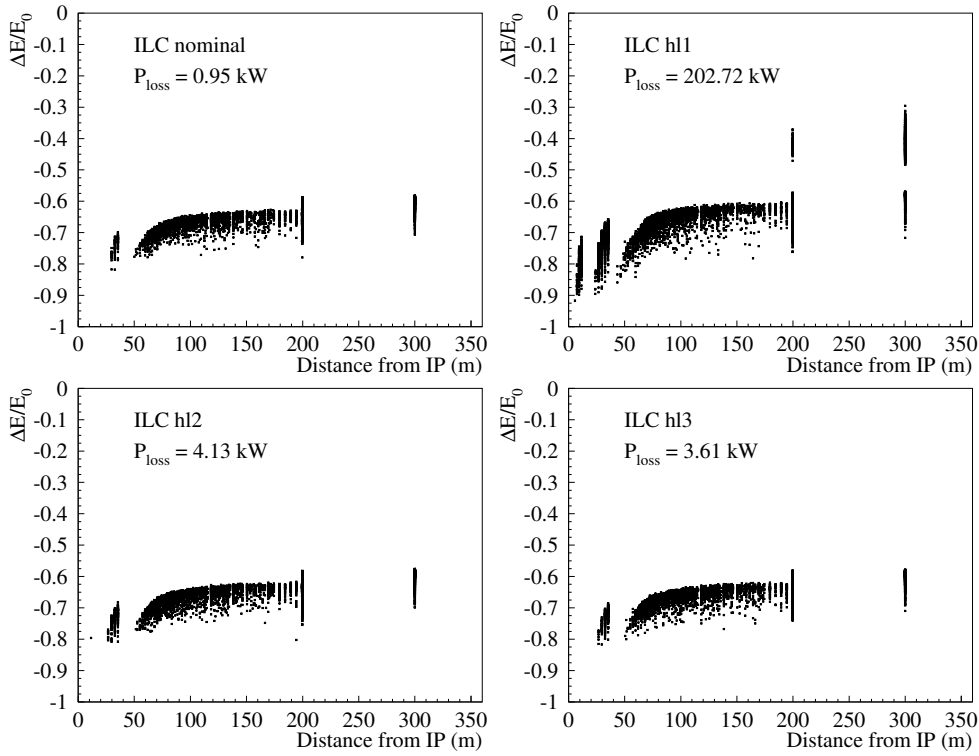 ΔE/E₀
0
-0.1
-0.2
-0.3
-0.4
-0.5
-0.6
-0.7
-0.8
-0.9
-1
ILC nominal
P_loss = 0.95 kW
0 50 100 150 200 250 300 350
Distance from IP (m)
ΔE/E₀
0
-0.1
-0.2
-0.3
-0.4
-0.5
-0.6
-0.7
-0.8
-0.9
-1
ILC hl1
P_loss = 202.72 kW
0 50 100 150 200 250 300 350
Distance from IP (m)
ΔE/E₀
0
-0.1
-0.2
-0.3
-0.4
-0.5
-0.6
-0.7
-0.8
-0.9
-1
ILC hl2
P_loss = 4.13 kW
0 50 100 150 200 250 300 350
Distance from IP (m)
ΔE/E₀
0
-0.1
-0.2
-0.3
-0.4
-0.5
-0.6
-0.7
-0.8
-0.9
-1
ILC hl3
P_loss = 3.61 kW
0 50 100 150 200 250 300 350
Distance from IP (m)